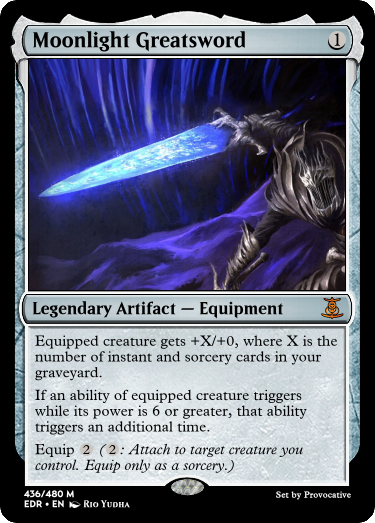 Moonlight Greatsword 1
Legendary Artifact — Equipment
Equipped creature gets +X/+0, where X is the
number of instant and sorcery cards in your
graveyard.
If an ability of equipped creature triggers
while its power is 6 or greater, that ability
triggers an additional time.
Equip 2 (2: Attach to target creature you
control. Equip only as a sorcery.)
436/480 M
EDR • EN Rio Yudha
Set by Provocative